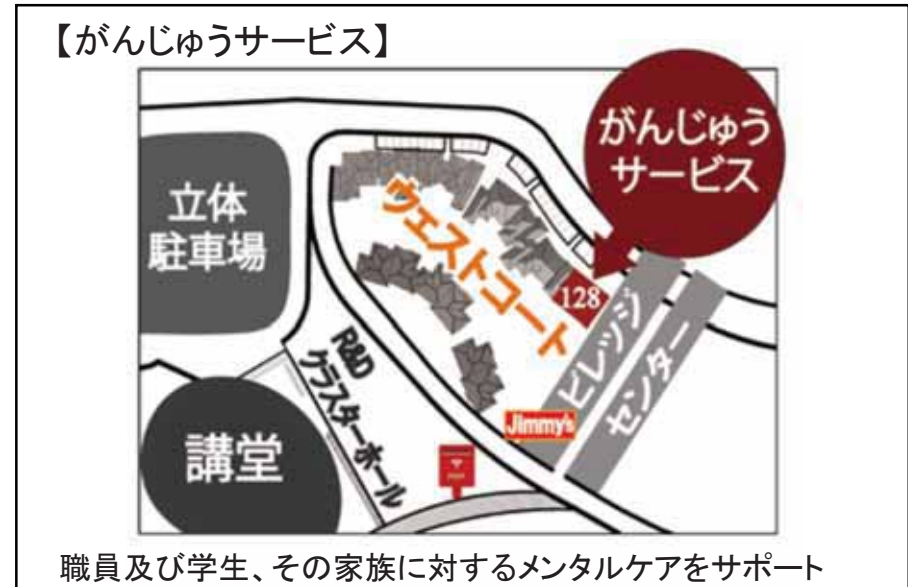 【がんじゅうサービス】
がんじゅう
サービス
立体
駐車場
ウェストコート
128
ビレッジ
センター
R&D
クラスターホール
Jimmy's
講堂
職員及び学生、その家族に対するメンタルケアをサポート